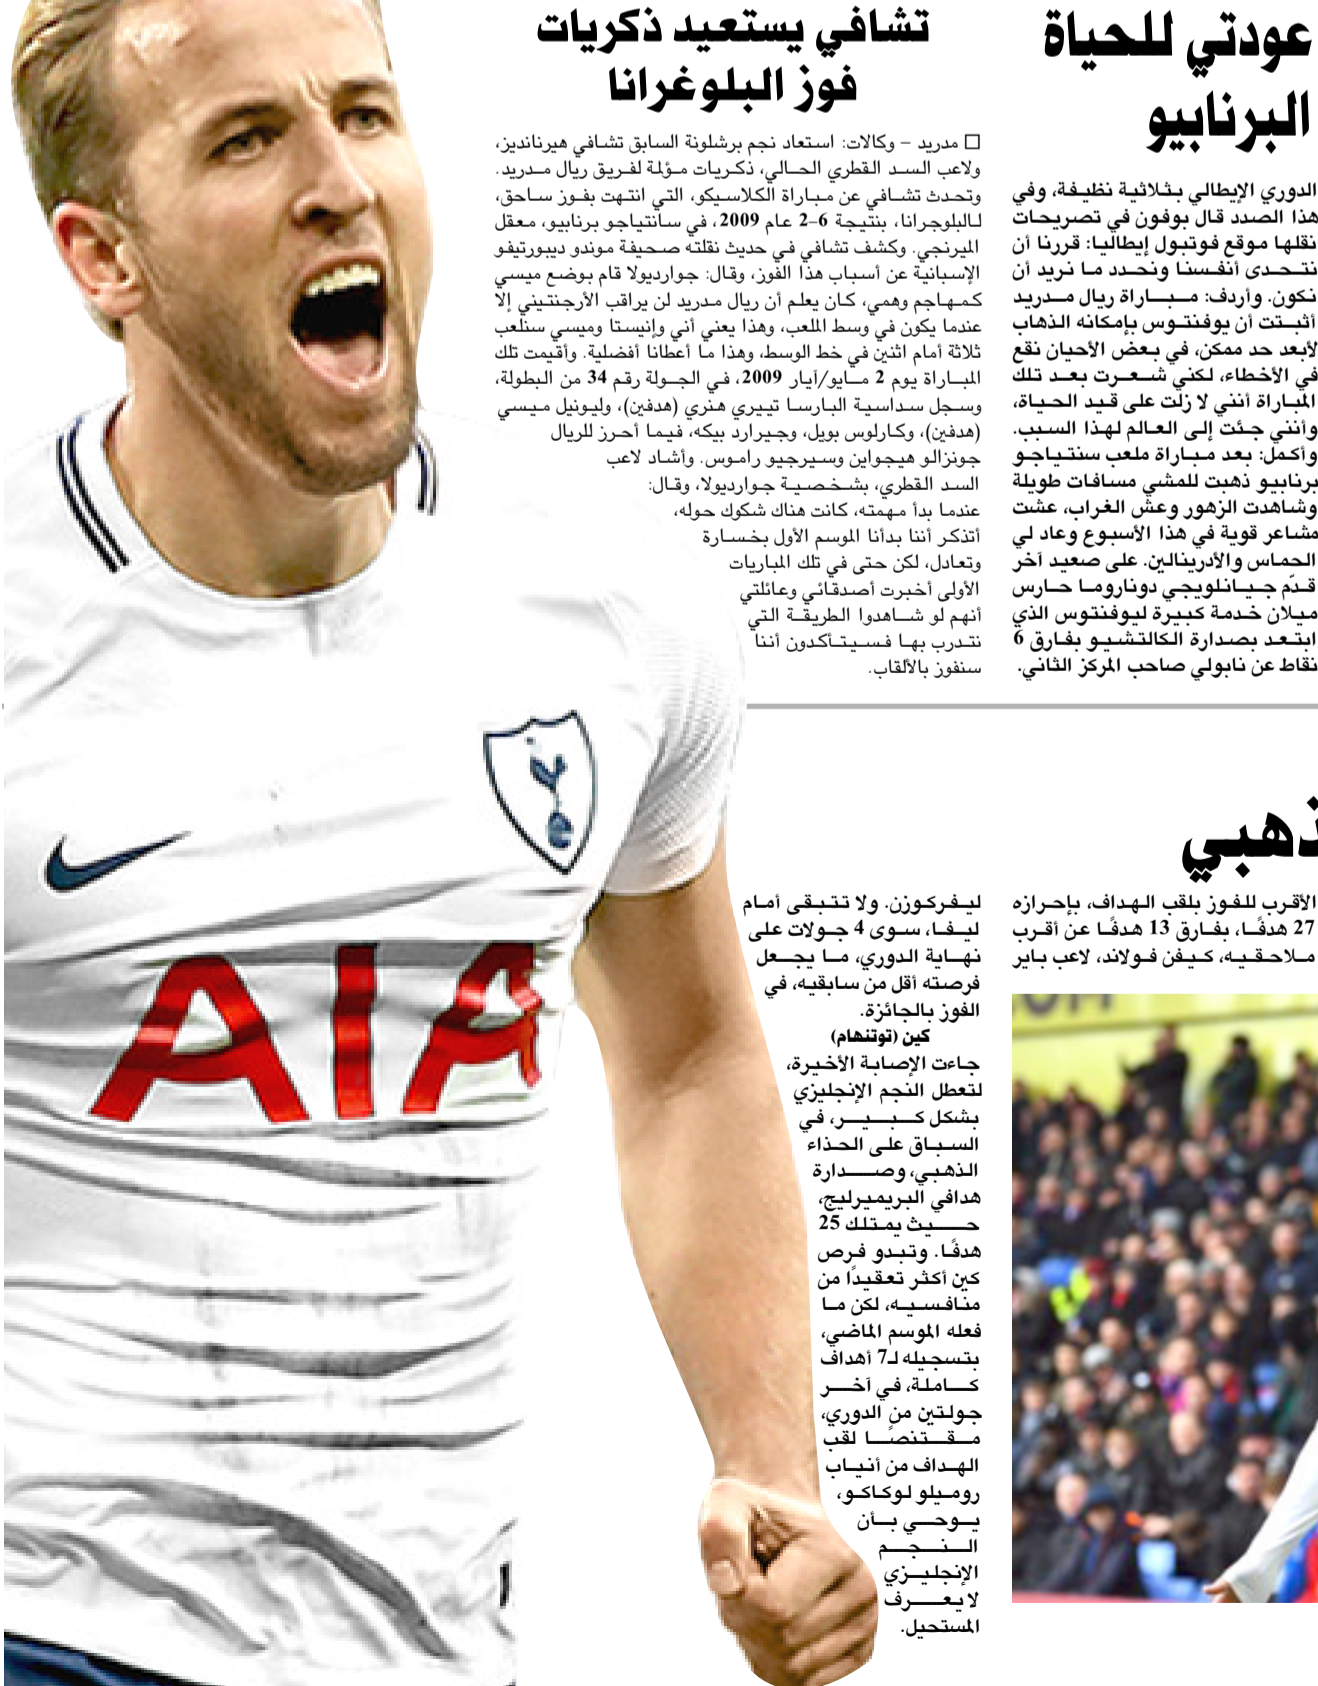 عودتي للحياة
البرنابيو
الدوري الإيطالي بثلاثية نظيفة، وفي
هذا الصدد قال بوفون في تصريحات
نقلها موقع فوتبول إيطاليا: قررنا أن
نتحدى أنفسنا ونحدد ما نريد أن
نكون. وأردف: مباراة ريال مدريد
أثبتت أن يوفنتوس بإمكانه الذهاب
لأبعد حد ممكن، في بعض الأحيان نقع
في الأخطاء، لكني شعرت بعد تلك
المباراة أنني لا زلت على قيد الحياة،
وأنني جئت إلى العالم لهذا السبب.
وأكمل: بعد مباراة ملعب سنتياجو
برنابيو ذهبت للمشي مسافات طويلة
وشاهدت الزهور وعش الغراب، عشت
مشاعر قوية في هذا الأسبوع وعاد لي
الحماس والأدرينالين. على صعيد آخر
قدّم جيانلويجي دوناروما حارس
ميلان خدمة كبيرة ليوفنتوس الذي
ابتعد بصدارة الكالتشيو بفارق 6
نقاط عن نابولي صاحب المركز الثاني.
تشافي يستعيد ذكريات
فوز البلوغرانا
□ مدريد – وكالات: استعاد نجم برشلونة السابق تشافي هيرنانديز،
ولاعب السد القطري الحالي، ذكريات مؤلمة لفريق ريال مدريد.
وتحدث تشافي عن مباراة الكلاسيكو، التي انتهت بفوز ساحق،
لالبلوجرانا، بنتيجة 6–2 عام 2009، في سانتياجو برنابيو، معقل
الميرنجي. وكشف تشافي في حديث نقلته صحيفة موندو ديبورتيفو
الإسبانية عن أسباب هذا الفوز، وقال: جوارديولا قام بوضع ميسي
كمهاجم وهمي، كان يعلم أن ريال مدريد لن يراقب الأرجنتيني إلا
عندما يكون في وسط الملعب، وهذا يعني أني وإنيستا وميسي سنلعب
ثلاثة أمام اثنين في خط الوسط، وهذا ما أعطانا أفضلية. وأقيمت تلك
المباراة يوم 2 مايو/آيار 2009، في الجولة رقم 34 من البطولة،
وسجل سداسية البارسا تييري هنري (هدفين)، وليونيل ميسي
(هدفين)، وكارلوس بويل، وجيرارد بيكه، فيما أحرز للريال
جونزالو هيجواين وسيرجيو راموس. وأشاد لاعب
السد القطري، بشخصية جوارديولا، وقال:
عندما بدأ مهمته، كانت هناك شكوك حوله،
أتذكر أننا بدأنا الموسم الأول بخسارة
وتعادل، لكن حتى في تلك المباريات
الأولى أخبرت أصدقائي وعائلتي
أنهم لو شاهدوا الطريقة التي
نتدرب بها فسيتأكدون أننا
سنفوز بالألقاب.
ذهبي
الأقرب للفوز بلقب الهداف، بإحرازه
27 هدفًا، بفارق 13 هدفًا عن أقرب
ملاحقيه، كيفن فولاند، لاعب باير
ليفركوزن. ولا تتبقى أمام
ليفا، سوى 4 جولات على
نهاية الدوري، ما يجعل
فرصته أقل من سابقيه، في
الفوز بالجائزة.
كين (توتنهام)
جاءت الإصابة الأخيرة،
لتعطل النجم الإنجليزي
بشكل كبير، في
السباق على الحذاء
الذهبي، وصدارة
هدافي البريميرليج،
حيث يمتلك 25
هدفًا. وتبدو فرص
كين أكثر تعقيدًا من
منافسيه، لكن ما
فعله الموسم الماضي،
بتسجيله لـ7 أهداف
كاملة، في آخر
جولتين من الدوري،
مقتنصًا لقب
الهداف من أنياب
روميلو لوكاكو،
يوحي بأن
النجم
الإنجليزي
لا يعرف
المستحيل.
AIA